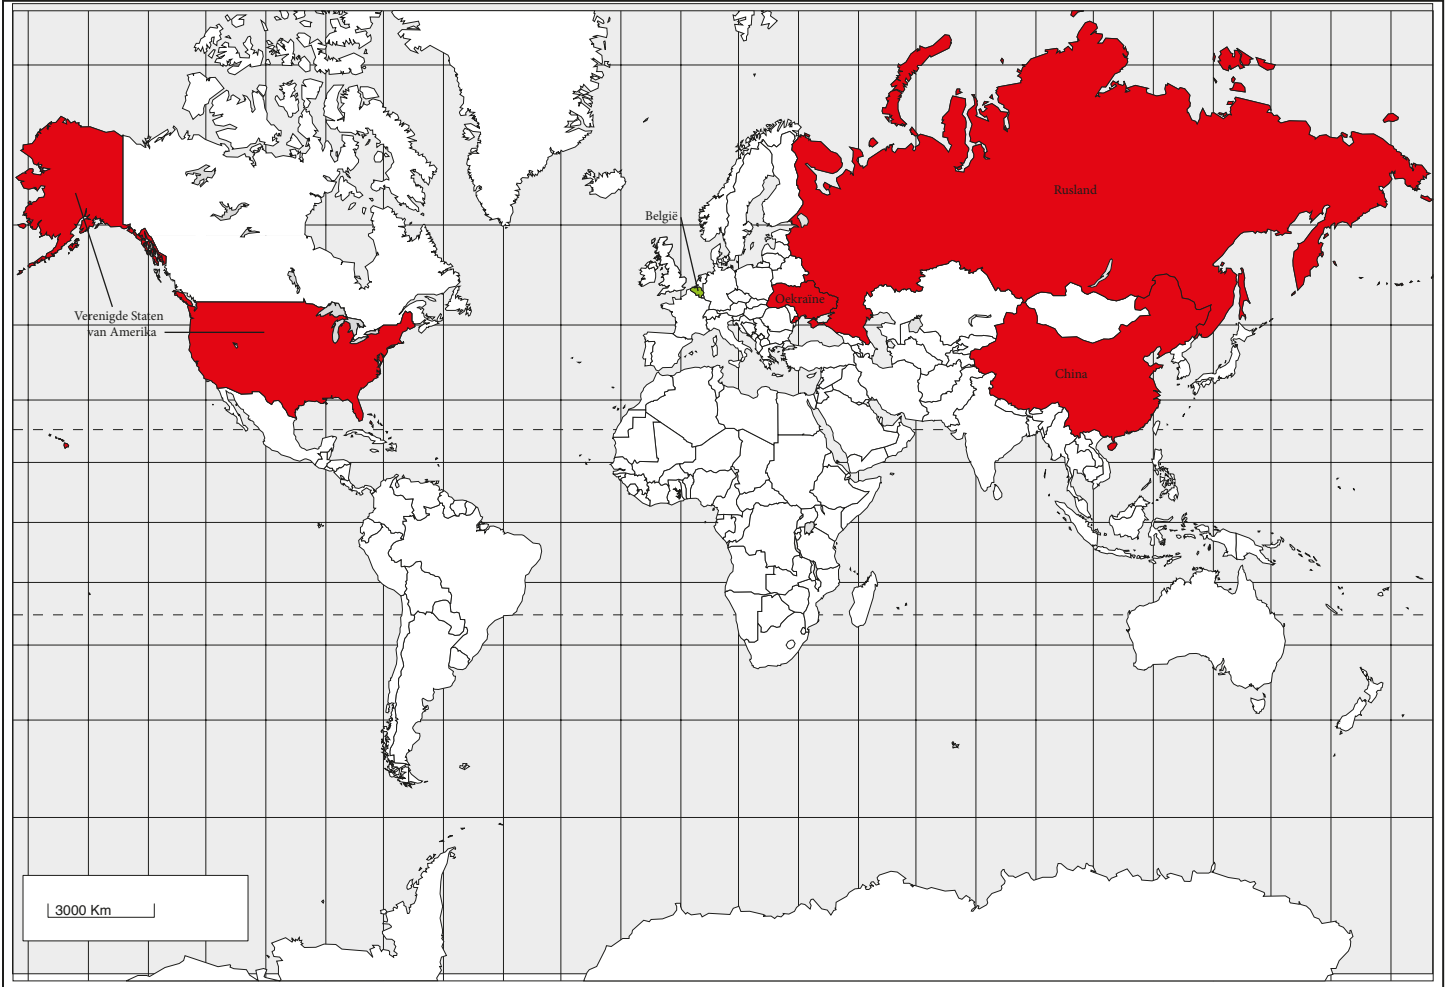 Rusland
België
Oekraïne
Verenigde Staten
van Amerika
China
3000 Km